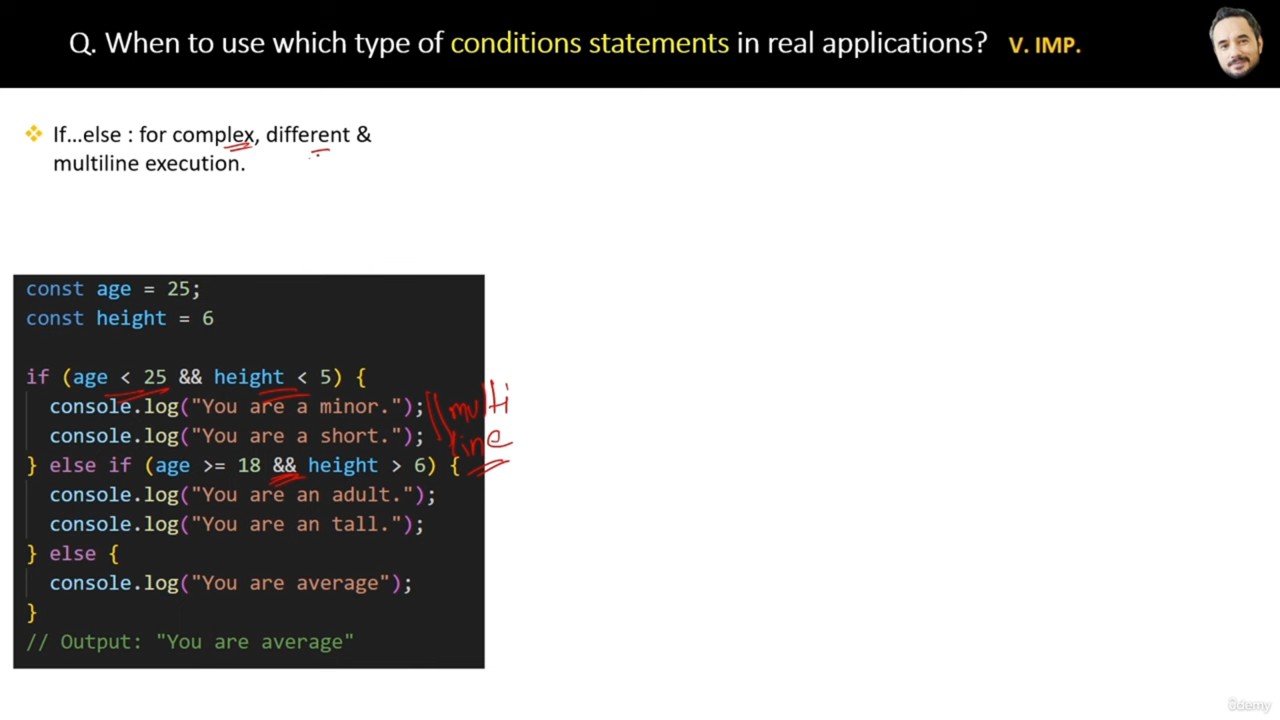 Q. When to use which type of conditions statements in real applications? V. IMP.
If...else : for complex, different &
multiline execution.
const age = 25;
const height = 6
if (age < 25 && height < 5) {
console.log("You are a minor.");
console.log("You are a short.");
multi
line
} else if (age >= 18 && height > 6) {
console.log("You are an adult.");
console.log("You are an tall.");
} else {
console.log("You are average");
}
// Output: "You are average"
ûdemy